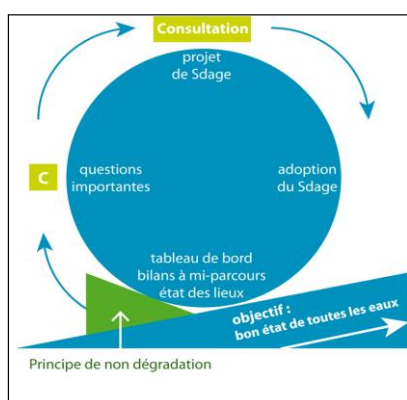 Consultation
projet
de Sdage
C
questions
importantes
adoption
du Sdage
tableau de bord
bilans à mi-parcours
état des lieux
objectif :
bon état de toutes les eaux
Principe de non dégradation